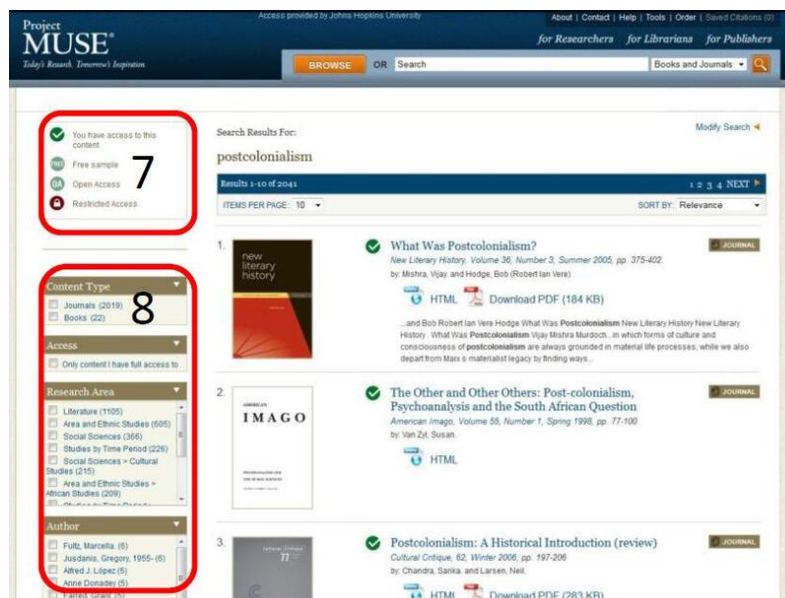 Access provided by Johns Hopkins University
About | Contact | Help | Tools | Order | Saved Citations (0)
Project
MUSE®
Today's Research. Tomorrow's Inspiration
for Researchers for Librarians for Publishers
BROWSE OR Search Books and Journals
You have access to this
content
Free sample
Open Access
Restricted Access
7
Modify Search
Search Results For:
postcolonialism
Results 1-10 of 2041
1 2 3 4 NEXT
ITEMS PER PAGE: 10
SORT BY: Relevance
Content Type
Journals (2019)
Books (22)
8
Access
Only content I have full access to
Research Area
Literature (1105)
Area and Ethnic Studies (605)
Social Sciences (366)
Studies by Time Period (226)
Social Sciences > Cultural
Studies (215)
Area and Ethnic Studies >
African Studies (209)
Author
Fultz, Marcella. (6)
Jusdanis, Gregory, 1955- (6)
Alfred J. López (5)
Anne Donadey (5)
Farred, Grant (5)
1.
new
literary
history
What Was Postcolonialism?
JOURNAL
New Literary History, Volume 36, Number 3, Summer 2005, pp. 375-402
by: Mishra, Vijay. and Hodge, Bob (Robert Ian Vere)
HTML Download PDF (184 KB)
...and Bob Robert Ian Vere Hodge What Was Postcolonialism New Literary History New Literary
History . What Was Postcolonialism Vijay Mishra Murdoch...in which forms of culture and
consciousness of postcolonialism are always grounded in material life processes, while we also
depart from Marx s materialist legacy by finding ways...
2.
AMERICAN
IMAGO
The Other and Other Others: Post-colonialism,
Psychoanalysis and the South African Question
JOURNAL
American Imago, Volume 55, Number 1, Spring 1998, pp. 77-100
by: Van Zyl, Susan.
HTML
3.
Cultural Critique
77
Postcolonialism: A Historical Introduction (review)
JOURNAL
Cultural Critique, 62, Winter 2006, pp. 197-206
by: Chandra, Sarika. and Larsen, Neil.
HTML Download PDF (283 KB)